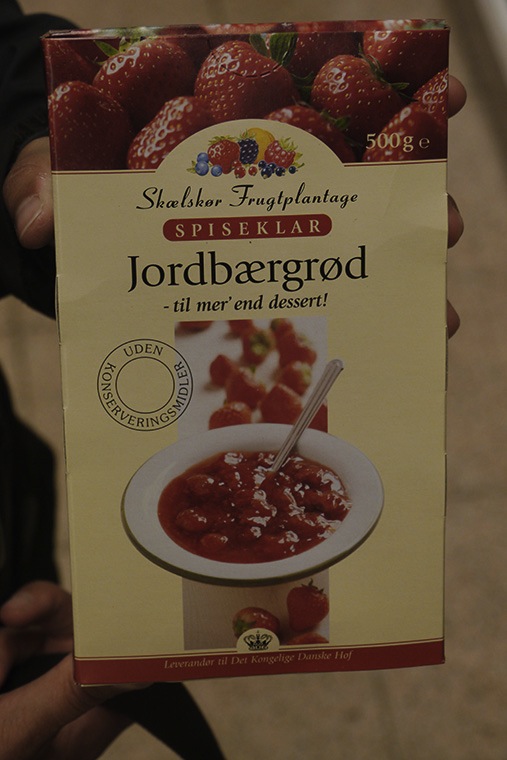 500g e
Skælskør Frugtplantage
SPISEKLAR
Jordbærgrød
- til mer' end dessert!
UDEN
KONSERVERINGSMIDLER
Leverandør til Det Kongelige Danske Hof